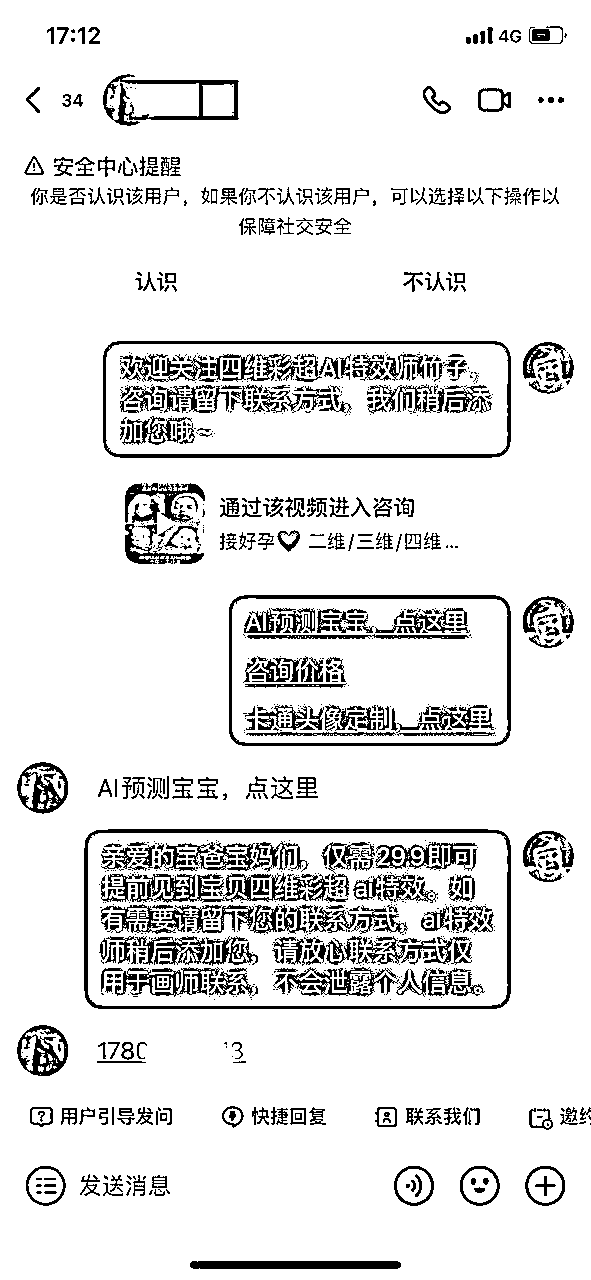 17:12
4G
34
安全中心提醒
你是否认识该用户，如果你不认识该用户，可以选择以下操作以
保障社交安全
认识 不认识
欢迎关注四维彩超AI特效师竹子，
咨询请留下联系方式，我们稍后添
加您哦~
通过该视频进入咨询
接好孕♥ 二维/三维/四维...
AI预测宝宝，点这里
咨询价格
卡通头像定制，点这里
AI预测宝宝，点这里
亲爱的宝爸宝妈们，仅需29.9即可
提前见到宝贝四维彩超 ai特效。如
有需要请留下您的联系方式，ai特效
师稍后添加您，请放心联系方式仅
用于画师联系，不会泄露个人信息。
178 3
用户引导发问 快捷回复 联系我们 邀约
发送消息